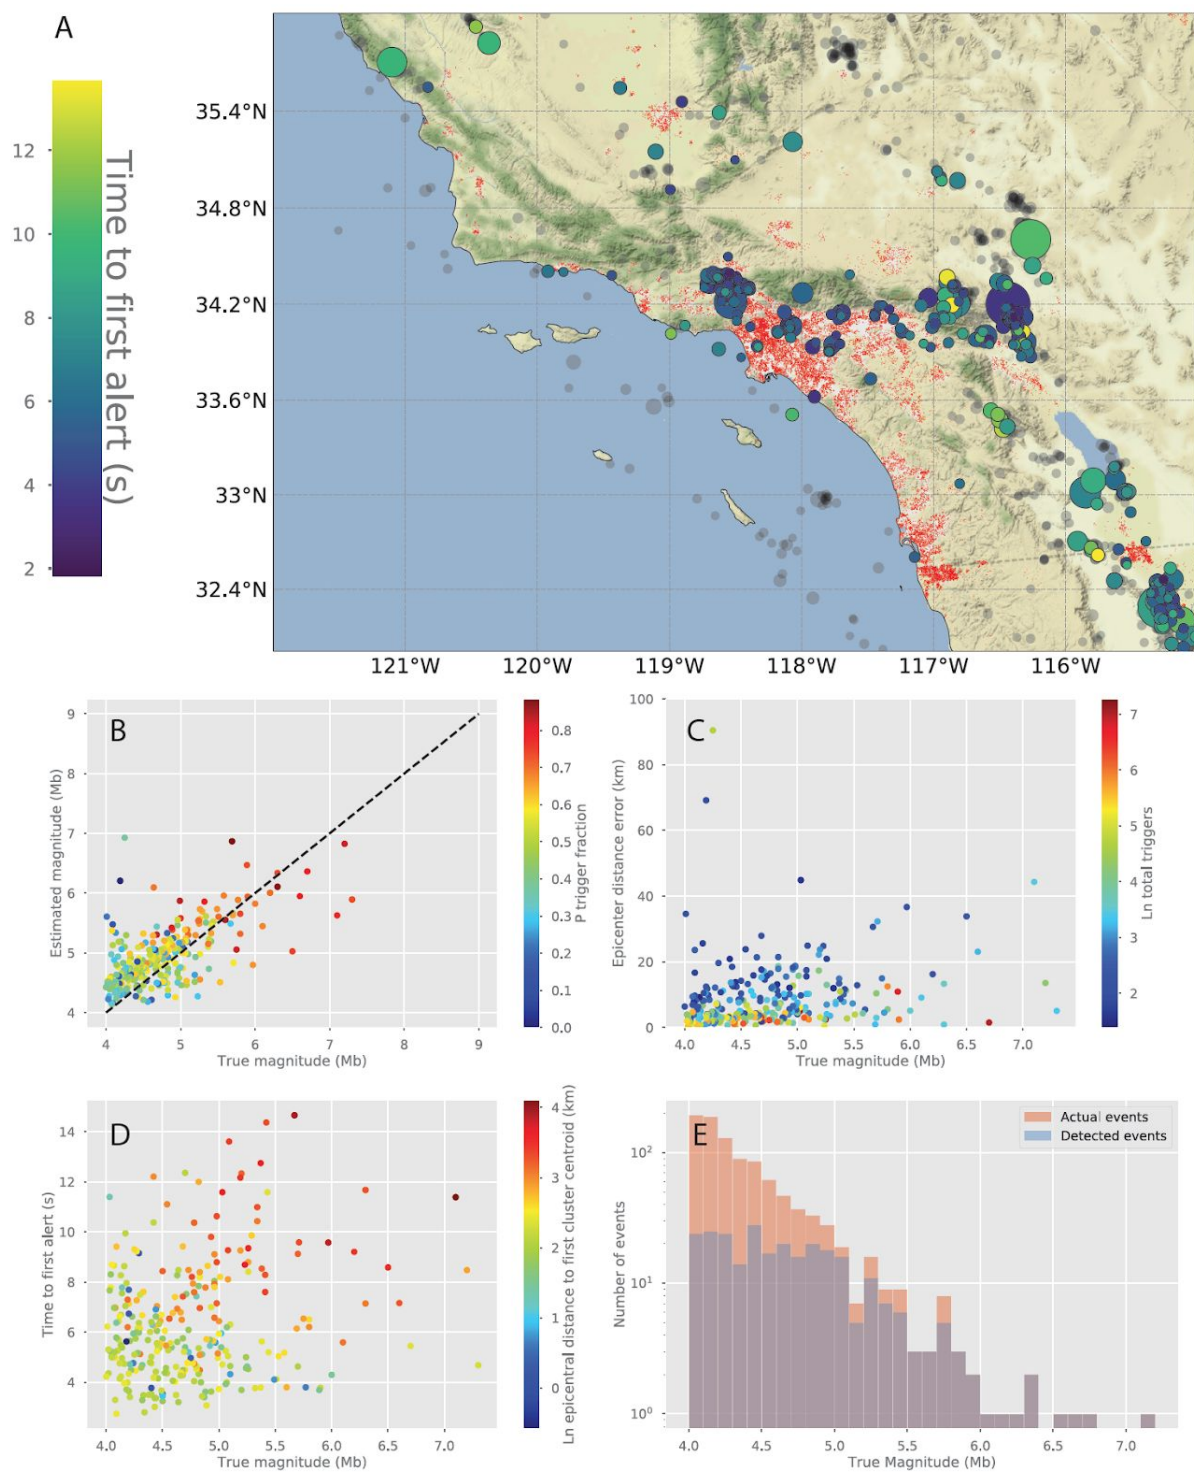 A
12
10
8
6
4
2
Time to first alert (s)
35.4°N
34.8°N
34.2°N
33.6°N
33°N
32.4°N
121°W 120°W 119°W 118°W 117°W 116°W
B
9
8
7
6
5
4
Estimated magnitude (Mb)
4 5 6 7 8 9
True magnitude (Mb)
0.8
0.7
0.6
0.5
0.4
0.3
0.2
0.1
0.0
P trigger fraction
C
100
80
60
40
20
0
Epicenter distance error (km)
4.0 4.5 5.0 5.5 6.0 6.5 7.0
True magnitude (Mb)
7
6
5
4
3
2
Ln total triggers
D
14
12
10
8
6
4
Time to first alert (s)
4.0 4.5 5.0 5.5 6.0 6.5 7.0
True magnitude (Mb)
4
3
2
1
0
Ln epicentral distance to first cluster centroid (km)
E
Actual events
Detected events
10²
10¹
10⁰
Number of events
4.0 4.5 5.0 5.5 6.0 6.5 7.0
True Magnitude (Mb)